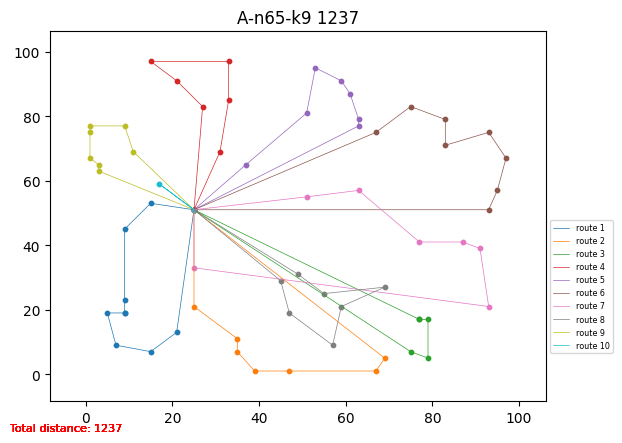 A-n65-k9 1237
100
80
60
40
20
0
0 20 40 60 80 100
route 1
route 2
route 3
route 4
route 5
route 6
route 7
route 8
route 9
route 10
Total distance: 1237